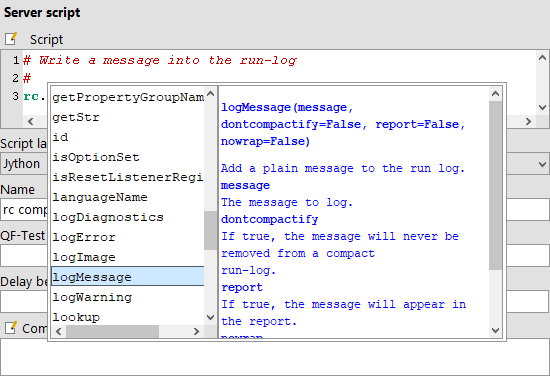 Server script
Script
1 # Write a message into the run-log
2 #
3 rc.
getPropertyGroupNam
getStr
id
isOptionSet
isResetListenerRegi
languageName
logDiagnostics
logError
logImage
logMessage
logWarning
lookup
logMessage(message,
dontcompactify=False, report=False,
nowrap=False)
Add a plain message to the run log.
message
The message to log.
dontcompactify
If true, the message will never be
removed from a compact
run-log.
report
If true, the message will appear in
the report.
nowrap
Script la
Jython
Name
rc comp
QF-Test
Delay be
Com